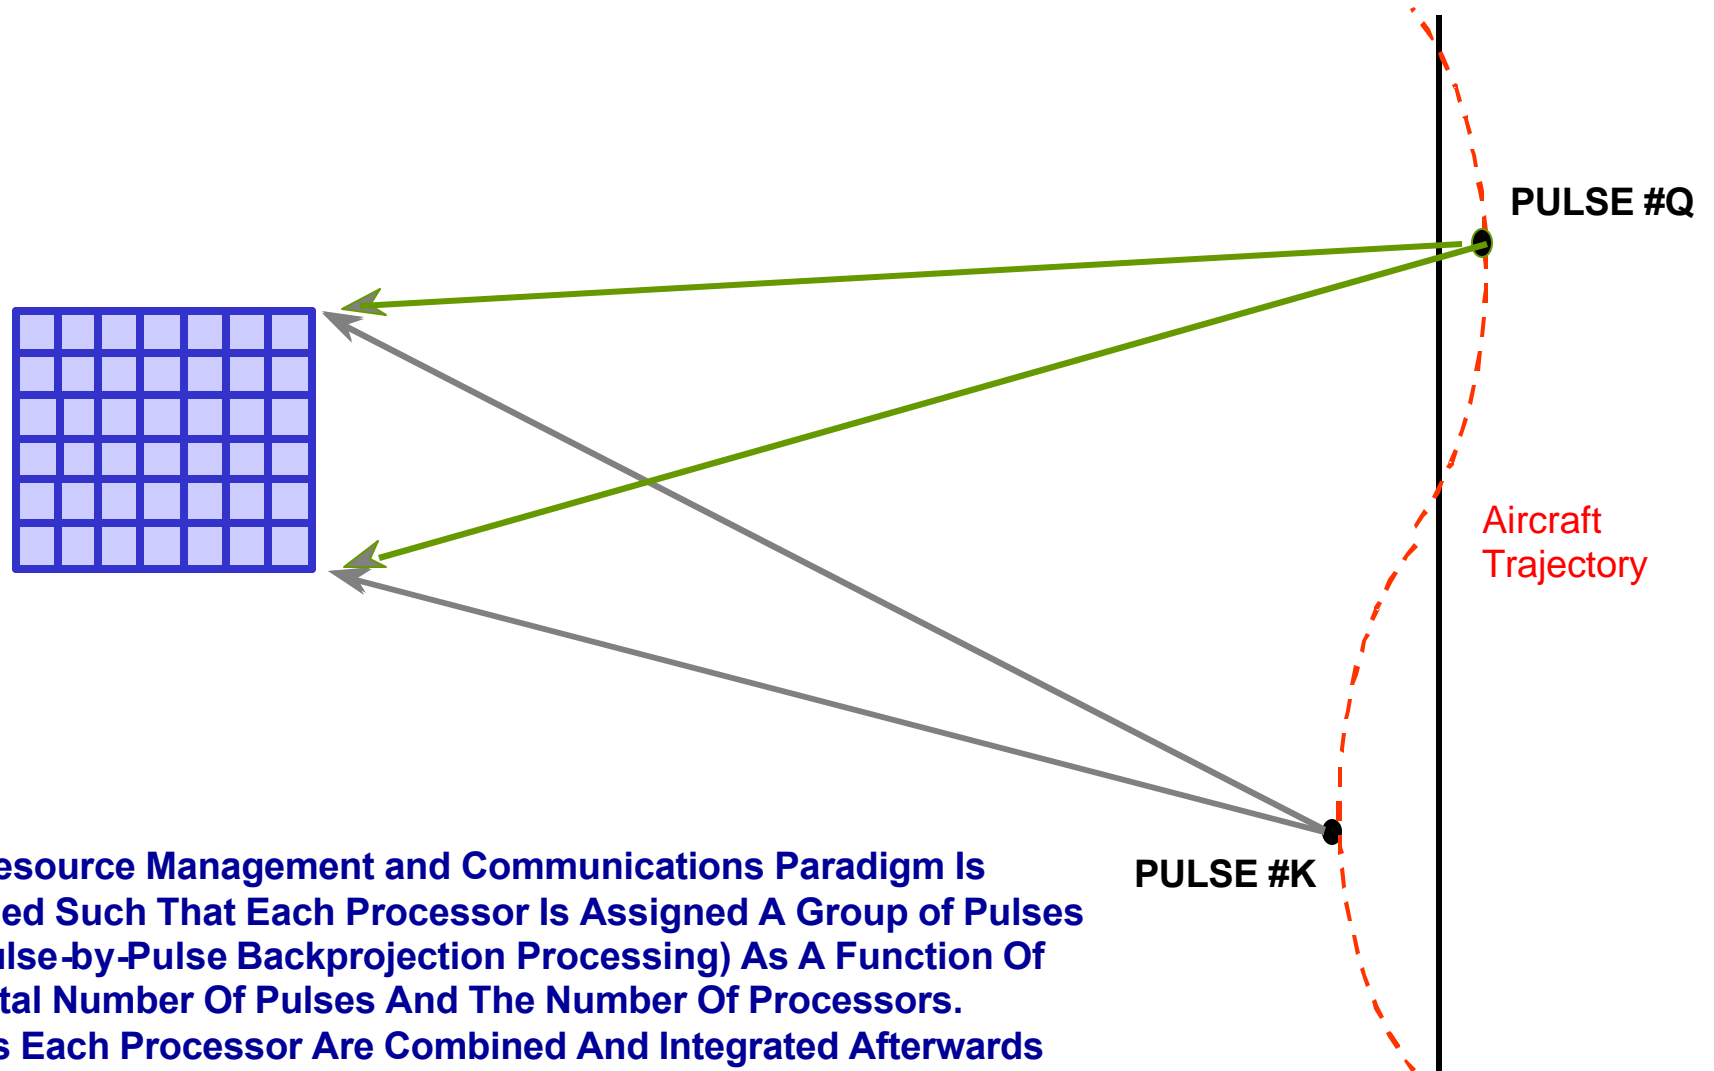 PULSE #Q
Aircraft
Trajectory
PULSE #K
esource Management and Communications Paradigm Is
ed Such That Each Processor Is Assigned A Group of Pulses
ulse-by-Pulse Backprojection Processing) As A Function Of
tal Number Of Pulses And The Number Of Processors.
s Each Processor Are Combined And Integrated Afterwards